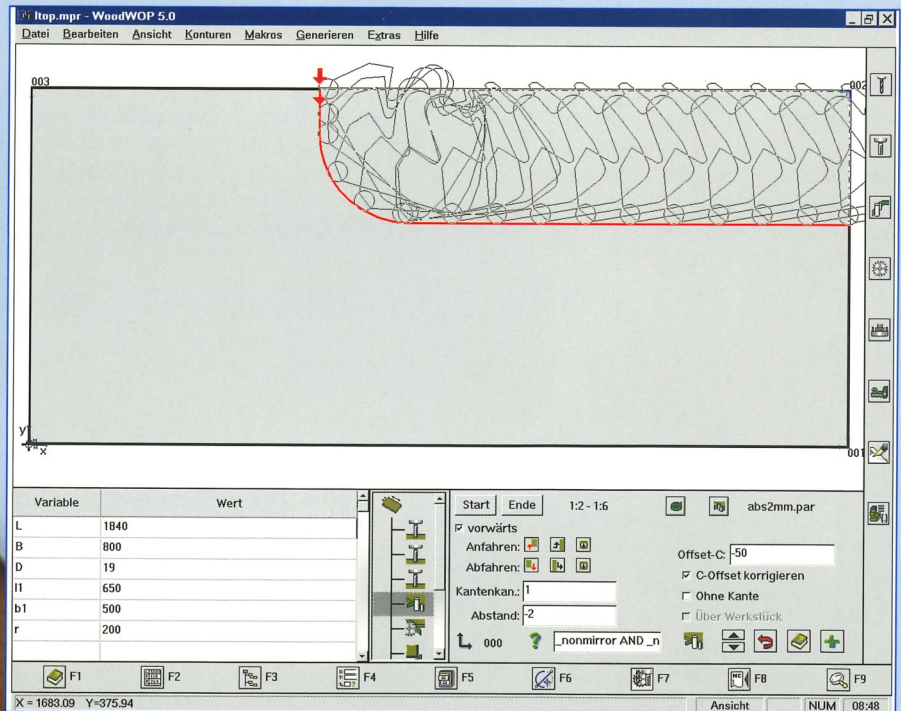 ltop.mpr - WoodWOP 5.0
Datei Bearbeiten Ansicht Konturen Makros Generieren Extras Hilfe
003
002
y
x
001
Variable Wert
L 1840
B 800
D 19
l1 650
b1 500
r 200
Start Ende 1:2 - 1:6 abs2mm.par
vorwärts
Anfahren:
Abfahren:
Offset-C: -50
C-Offset korrigieren
Kantenkan.: 1
Ohne Kante
Abstand: -2
Über Werkstück
000 ? _nonmirror AND _n
F1 F2 F3 F4 F5 F6 F7 F8 F9
X = 1683.09 Y=375.94 Ansicht NUM 08:48